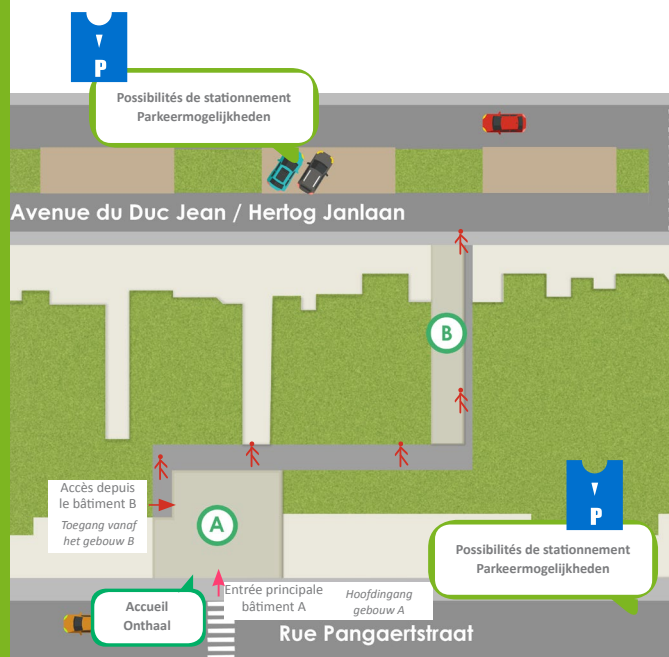 P
Possibilités de stationnement
Parkeermogelijkheden
Avenue du Duc Jean / Hertog Janlaan
B
Accès depuis
le bâtiment B
Toegang vanaf
het gebouw B
A
P
Possibilités de stationnement
Parkeermogelijkheden
Accueil
Onthaal
Entrée principale
bâtiment A
Hoofdingang
gebouw A
Rue Pangaertstraat